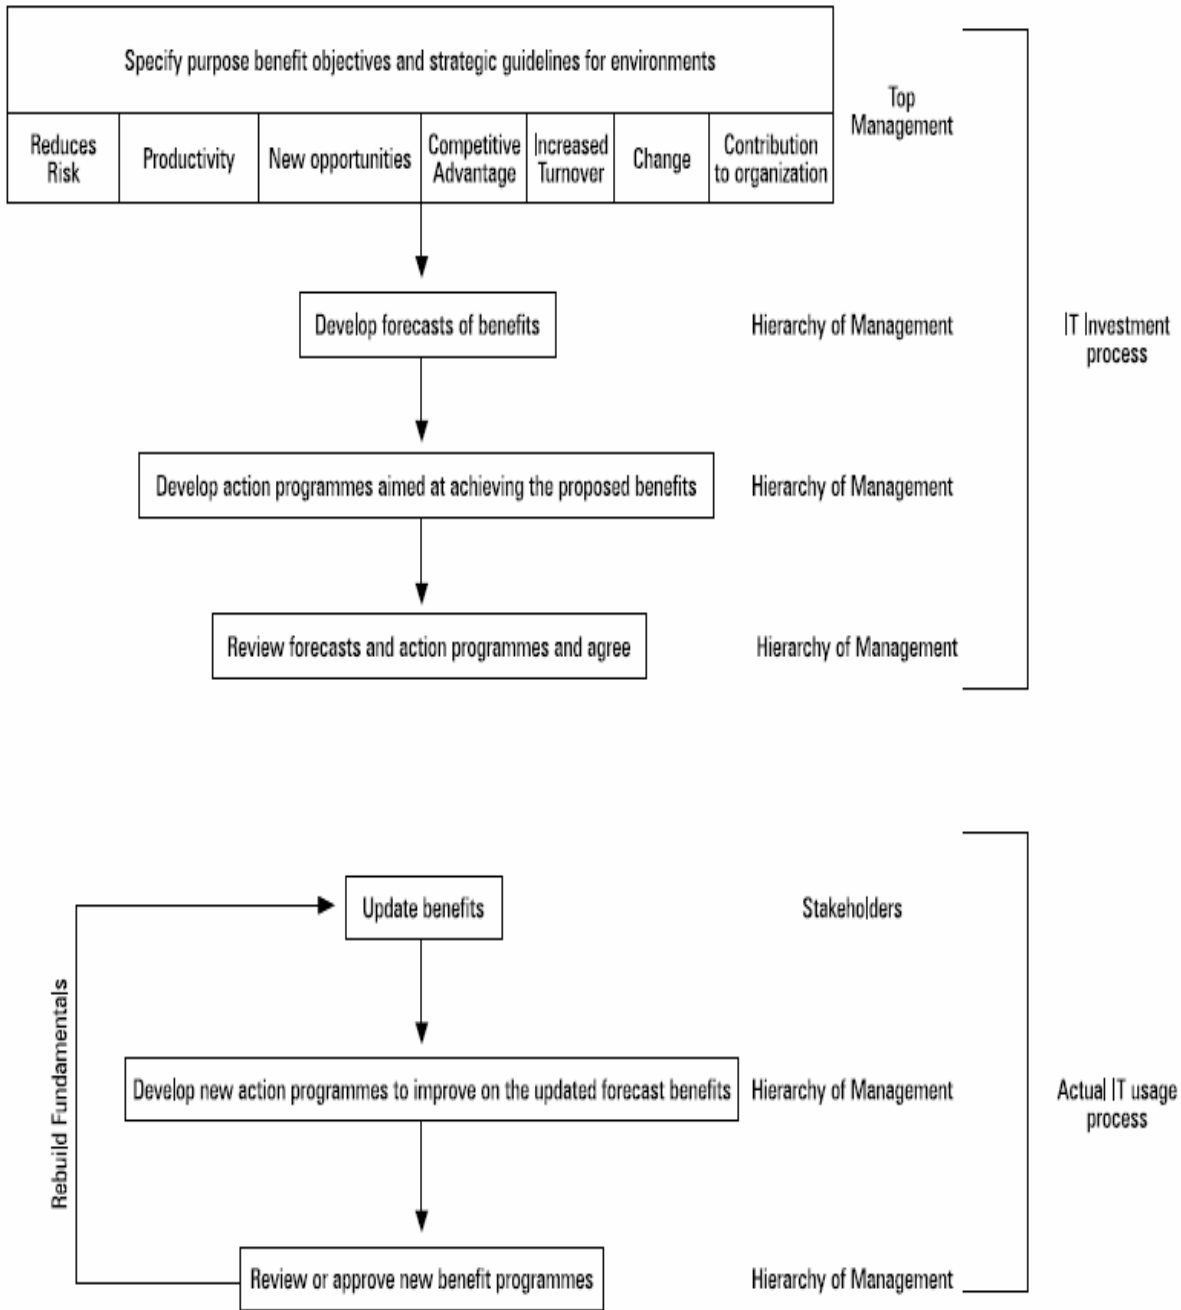 Specify purpose benefit objectives and strategic guidelines for environments
Top
Management
Reduces
Risk
Productivity
New opportunities
Competitive
Advantage
Increased
Turnover
Change
Contribution
to organization
Develop forecasts of benefits
Hierarchy of Management
IT Investment
process
Develop action programmes aimed at achieving the proposed benefits
Hierarchy of Management
Review forecasts and action programmes and agree
Hierarchy of Management
Update benefits
Stakeholders
Rebuild Fundamentals
Develop new action programmes to improve on the updated forecast benefits
Hierarchy of Management
Actual IT usage
process
Review or approve new benefit programmes
Hierarchy of Management